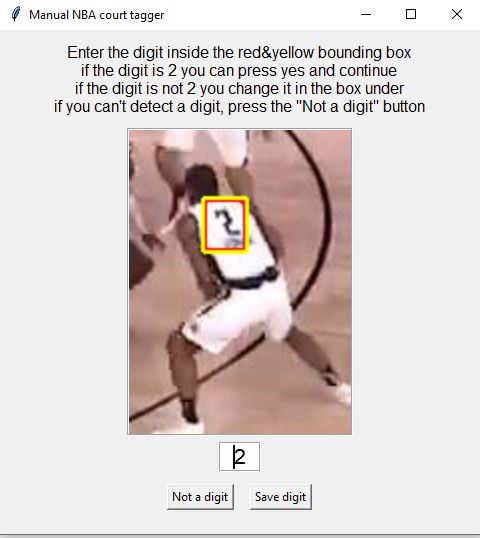 Manual NBA court tagger
Enter the digit inside the red&yellow bounding box
if the digit is 2 you can press yes and continue
if the digit is not 2 you change it in the box under
if you can't detect a digit, press the "Not a digit" button
2
2
Not a digit
Save digit